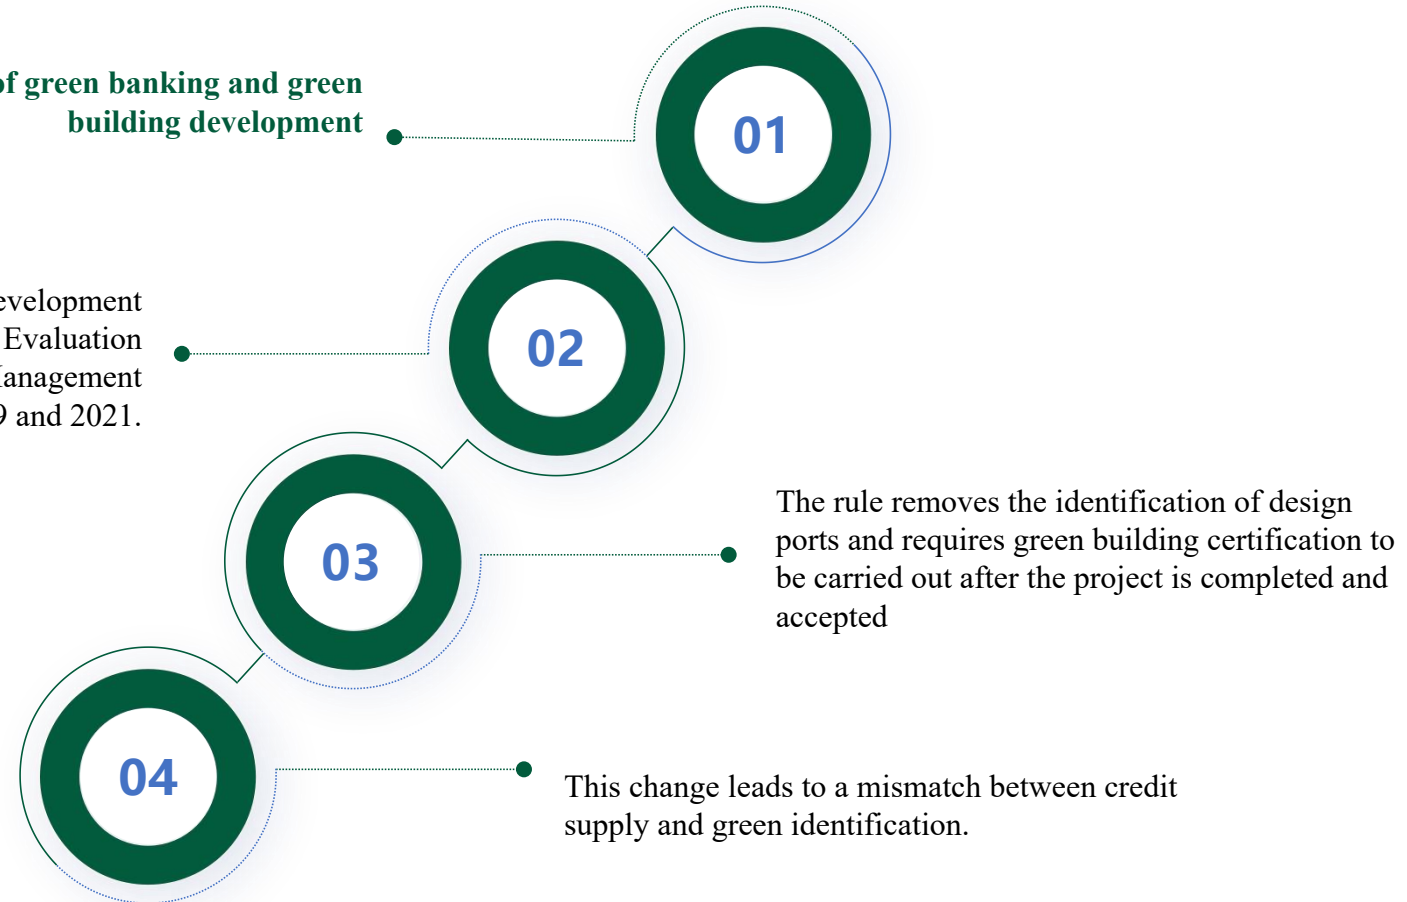 of green banking and green
building development
01
Evaluation
9 and 2021.
02
03
The rule removes the identification of design
ports and requires green building certification to
be carried out after the project is completed and
accepted
04
This change leads to a mismatch between credit
supply and green identification.